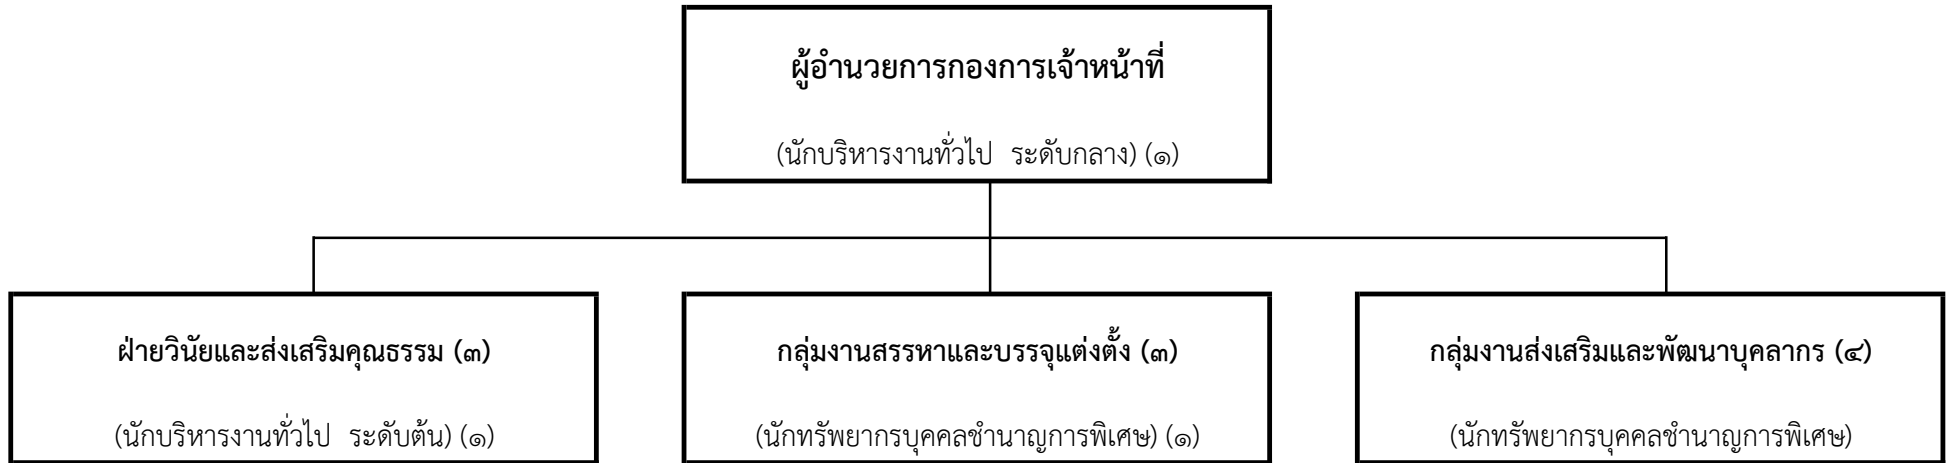 ผู้อำนวยการกองการเจ้าหน้าที่
(นักบริหารงานทั่วไป ระดับกลาง) (๑)
ฝ่ายวินัยและส่งเสริมคุณธรรม (๓)
(นักบริหารงานทั่วไป ระดับต้น) (๑)
กลุ่มงานสรรหาและบรรจุแต่งตั้ง (๓)
(นักทรัพยากรบุคคลชำนาญการพิเศษ) (๑)
กลุ่มงานส่งเสริมและพัฒนาบุคลากร (๔)
(นักทรัพยากรบุคคลชำนาญการพิเศษ)